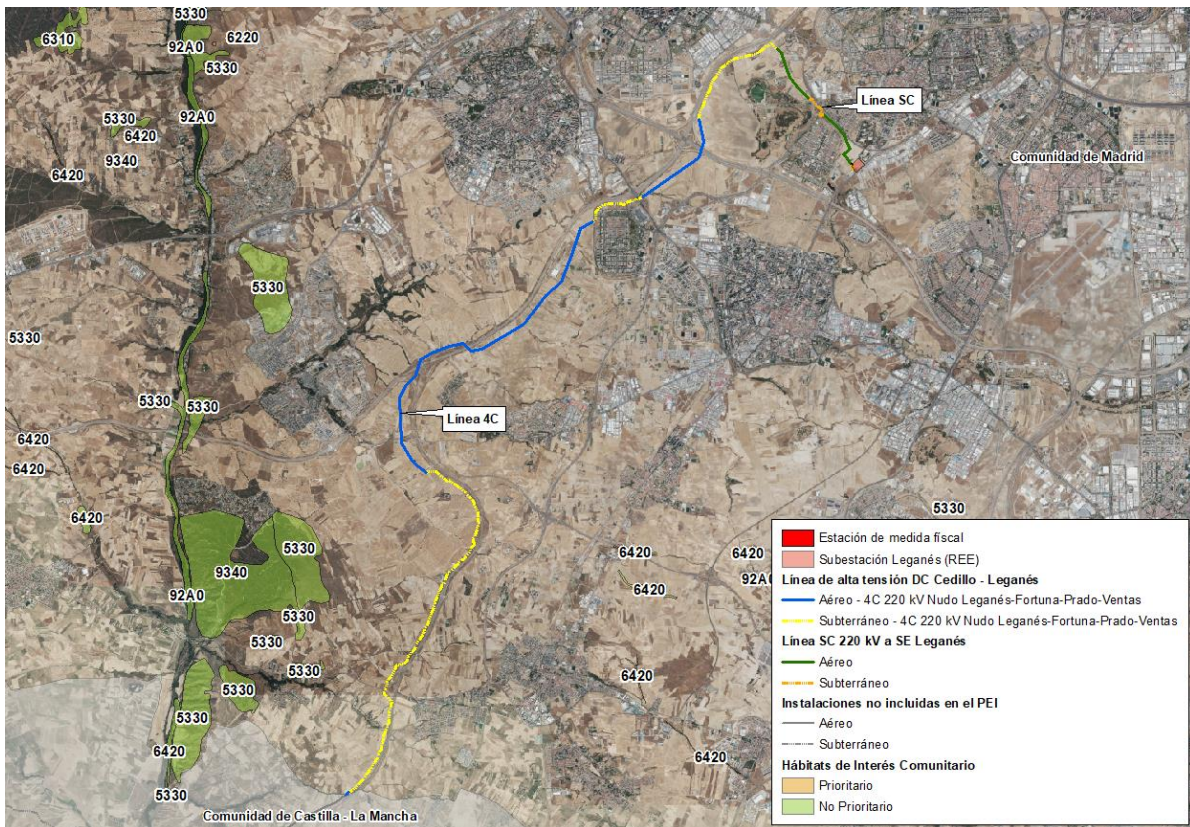 5330
6310
92A0
6220
5330
92A0
5330
6420
9340
6420
Línea SC
Comunidad de Madrid
5330
5330
5330
5330
Línea 4C
6420
6420
6420
5330
5330
9340
92A0
6420
6420
92A0
5330
5330
5330
5330
6420
5330
6420
6420
5330
Comunidad de Castilla - La Mancha
Estación de medida fiscal
Subestación Leganés (REE)
Línea de alta tensión DC Cedillo - Leganés
Aéreo - 4C 220 kV Nudo Leganés-Fortuna-Prado-Ventas
Subterráneo - 4C 220 kV Nudo Leganés-Fortuna-Prado-Ventas
Línea SC 220 kV a SE Leganés
Aéreo
Subterráneo
Instalaciones no incluidas en el PEI
Aéreo
Subterráneo
Hábitats de Interés Comunitario
Prioritario
No Prioritario